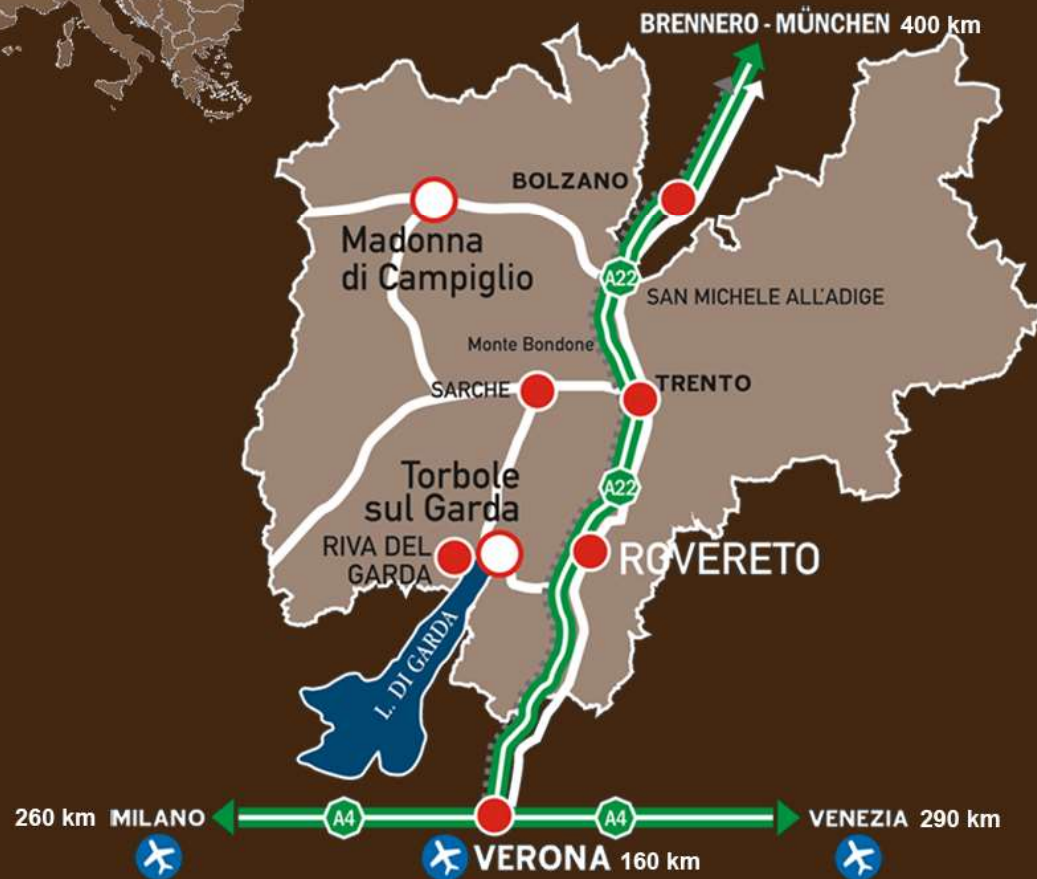 BRENNERO - MÜNCHEN 400 km
BOLZANO
Madonna
di Campiglio
A22
SAN MICHELE ALL'ADIGE
Monte Bondone
SARCHE
TRENTO
A22
Torbole
sul Garda
RIVA DEL
GARDA
ROVERETO
L. DI GARDA
260 km MILANO
A4
A4
VENEZIA 290 km
VERONA 160 km